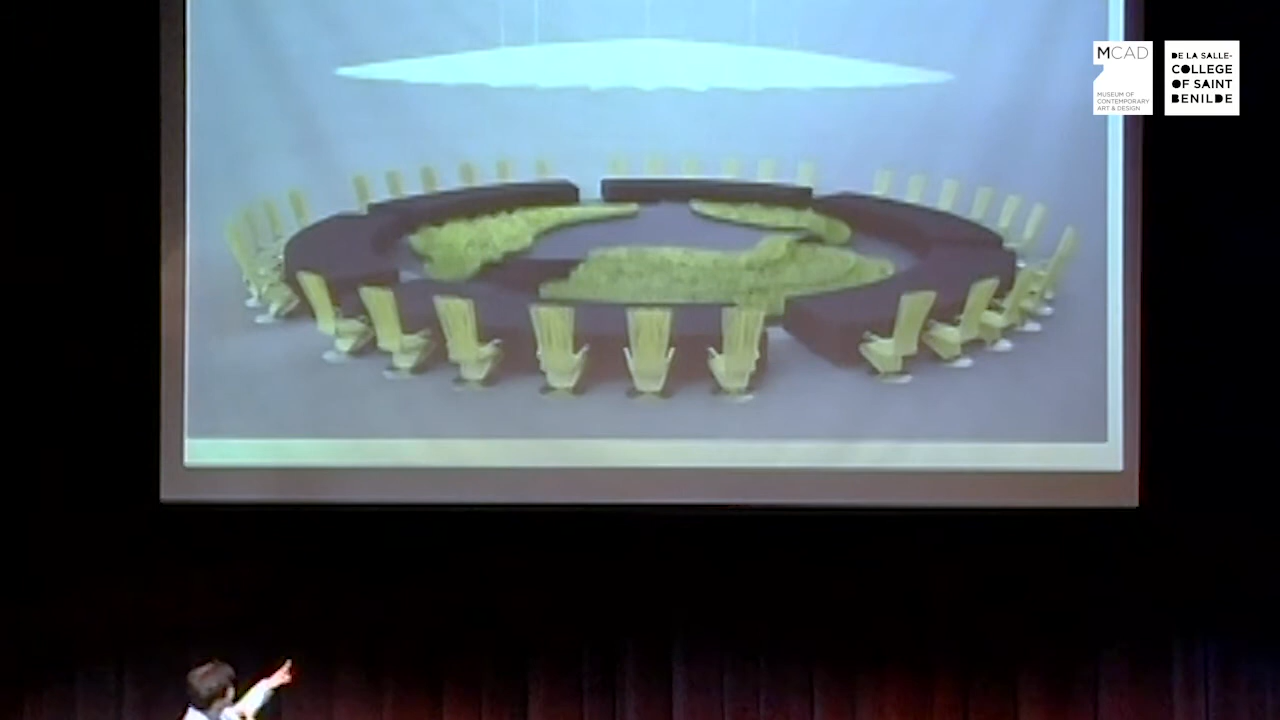 MCAD
MUSEUM OF
CONTEMPORARY
ART & DESIGN
DE LA SALLE-
COLLEGE
OF SAINT
BENILDE